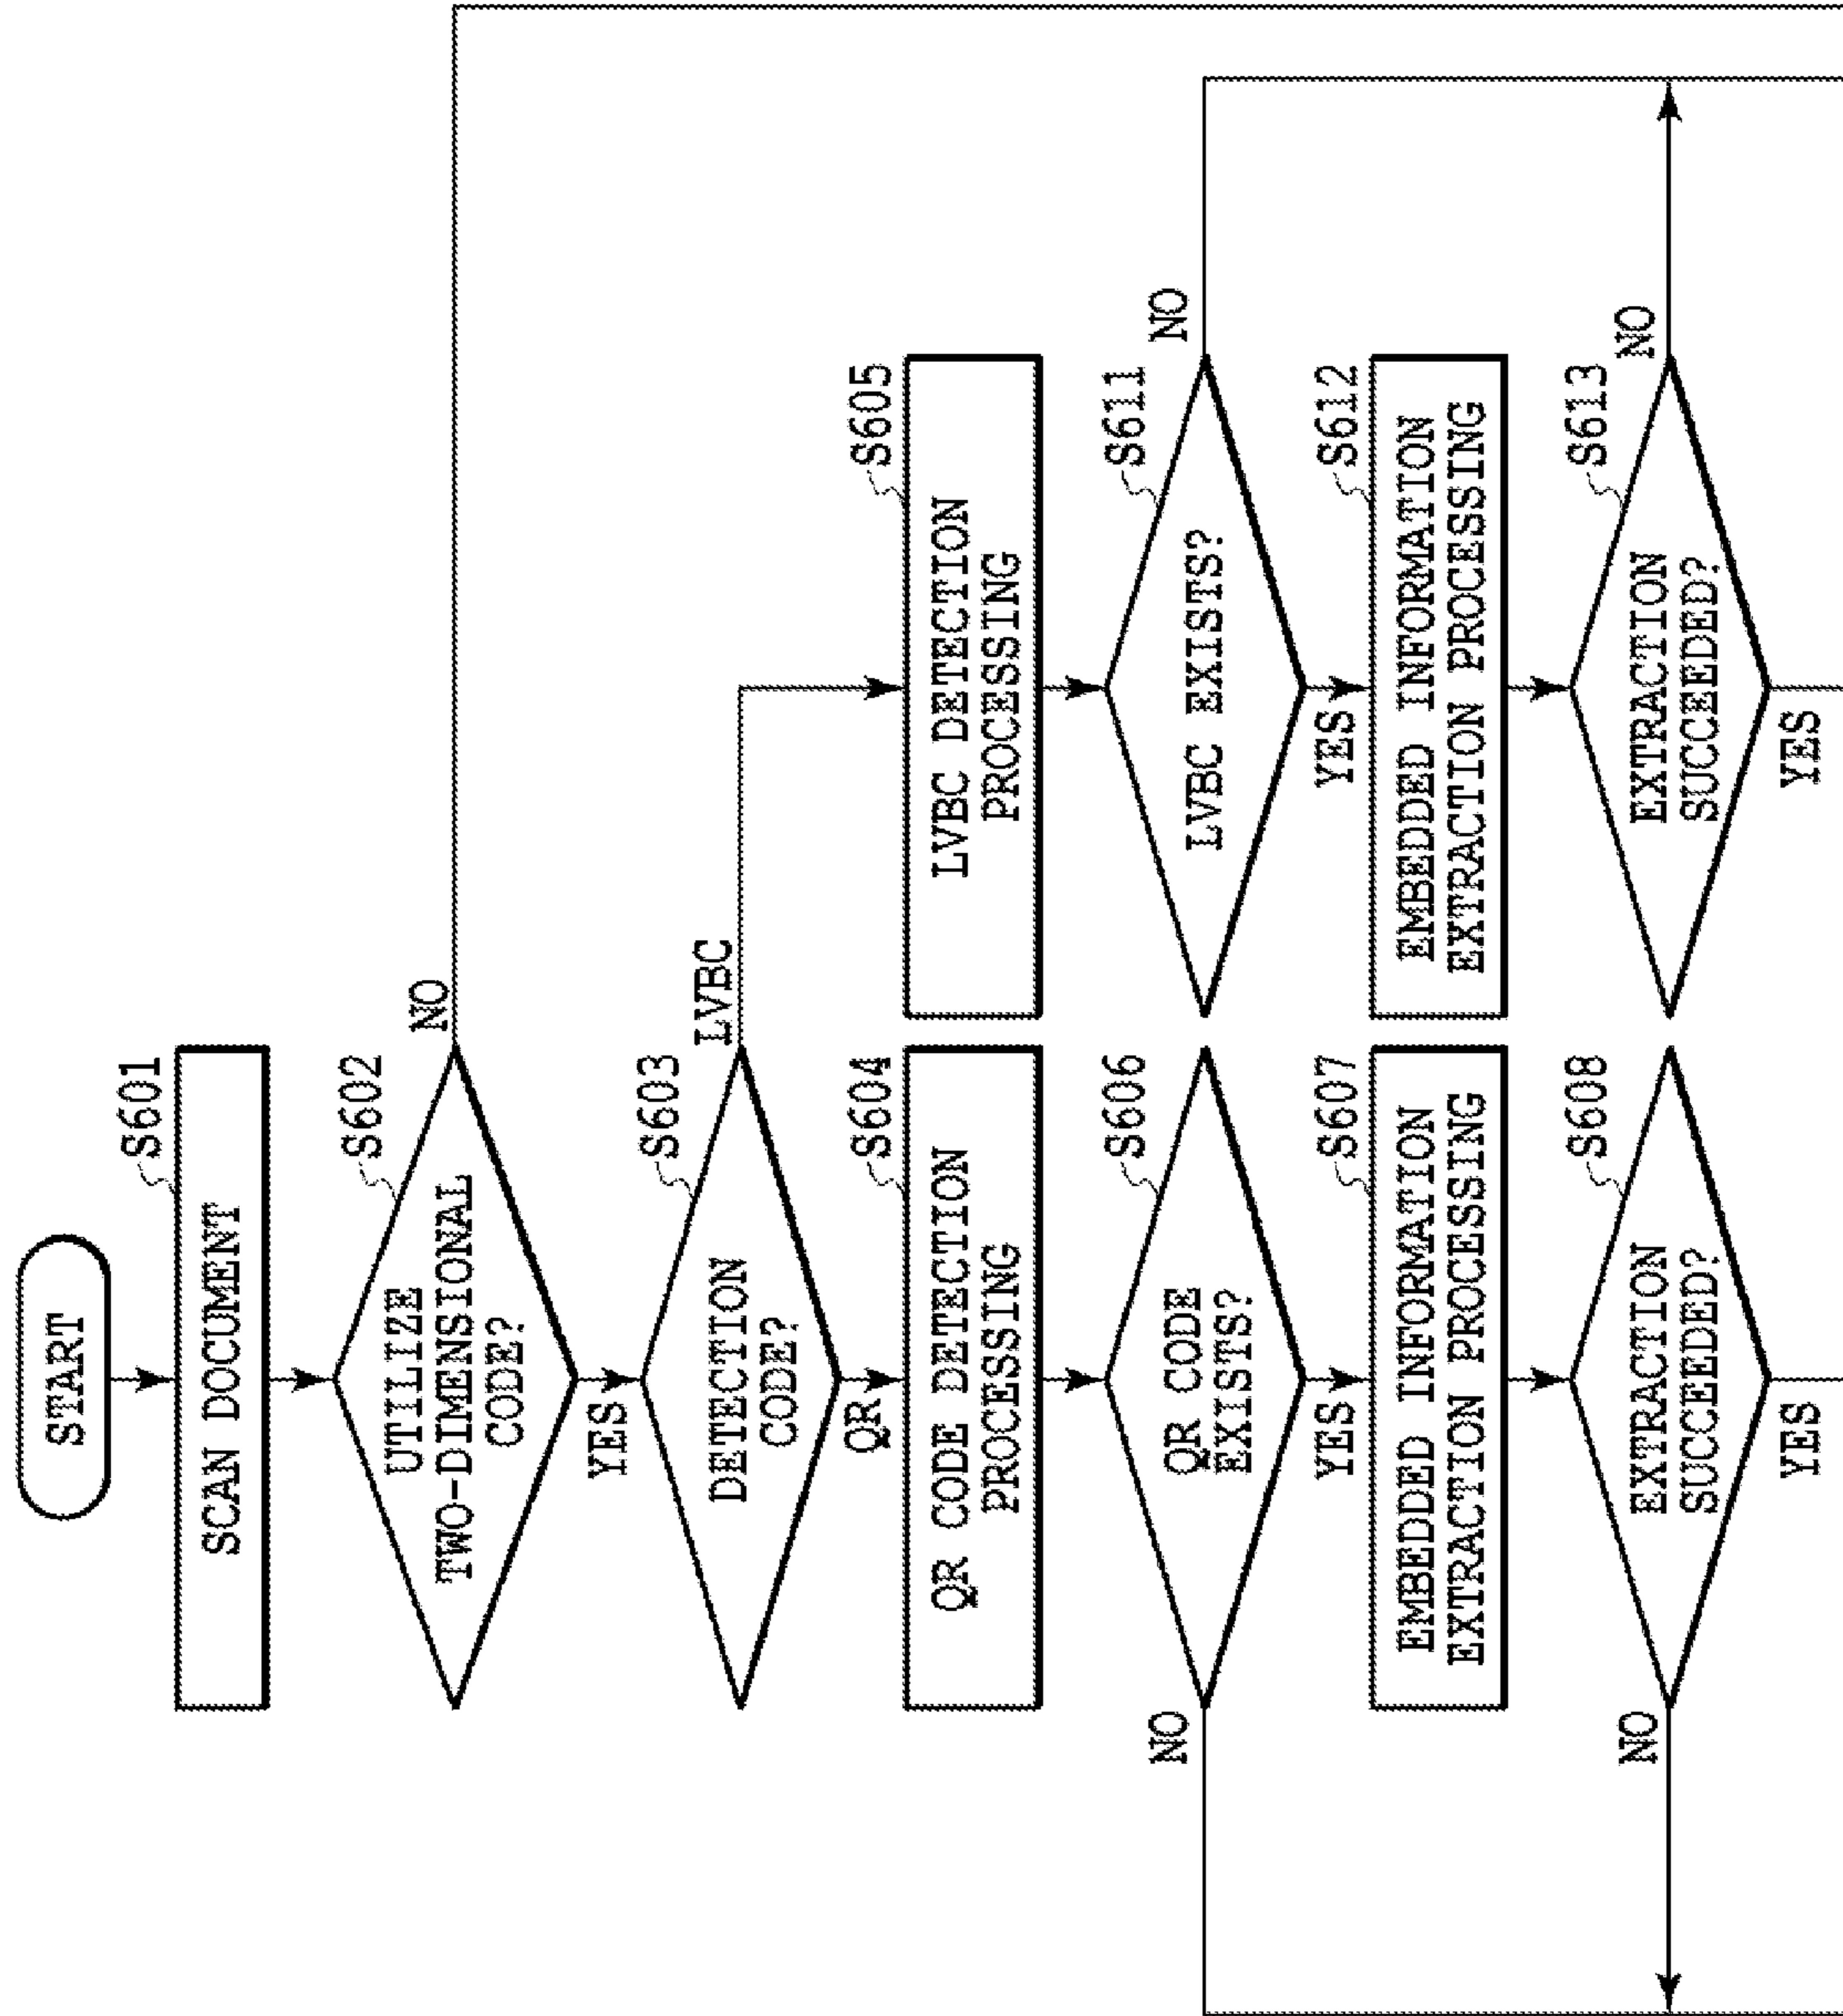 START
S601
SCAN DOCUMENT
S602
UTILIZE
TWO-DIMENSIONAL
CODE?
NO
YES
S603
DETECTION
CODE?
LVBC
QR
S604
QR CODE DETECTION
PROCESSING
S605
LVBC DETECTION
PROCESSING
S606
QR CODE
EXISTS?
NO
YES
S611
LVBC EXISTS?
NO
YES
S607
EMBEDDED INFORMATION
EXTRACTION PROCESSING
S612
EMBEDDED INFORMATION
EXTRACTION PROCESSING
S608
EXTRACTION
SUCCEEDED?
NO
YES
S613
EXTRACTION
SUCCEEDED?
NO
YES